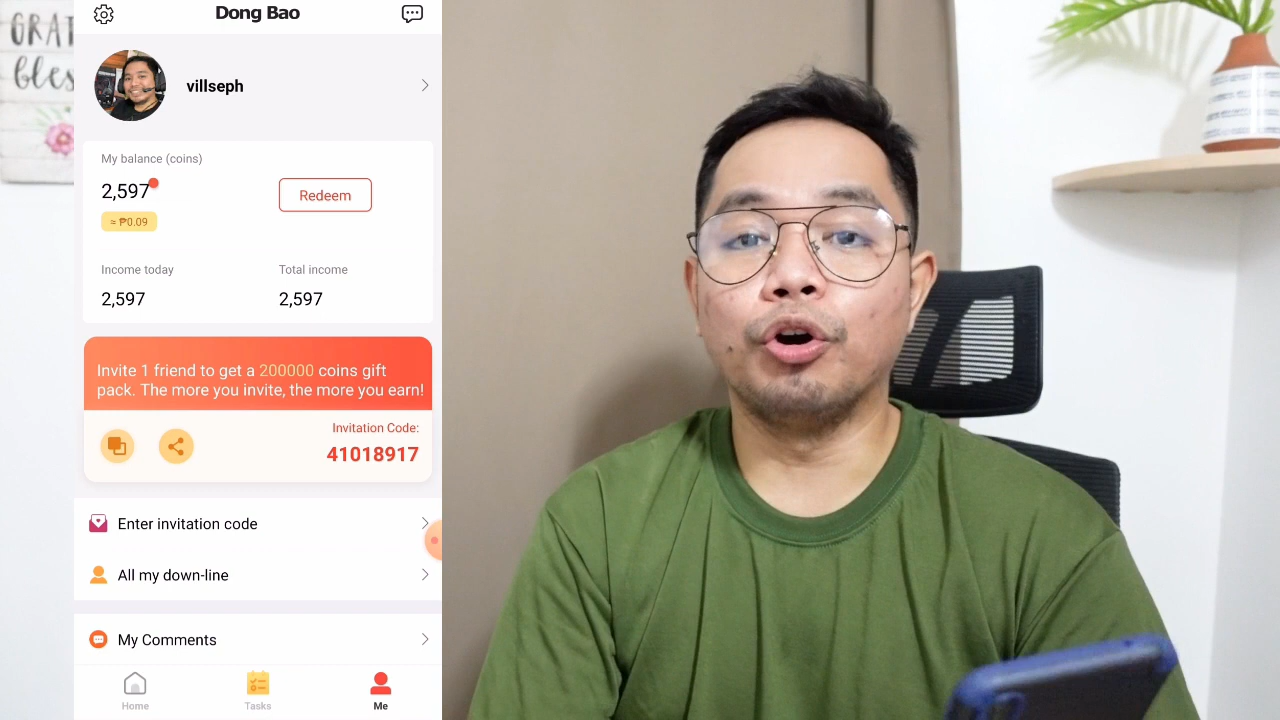 GRAT
bles
Dong Bao
villseph
My balance (coins)
2,597
≈ ₱0.09
Redeem
Income today
Total income
2,597
2,597
Invite 1 friend to get a 200000 coins gift
pack. The more you invite, the more you earn!
Invitation Code:
41018917
Enter invitation code
All my down-line
My Comments
Home
Tasks
Me